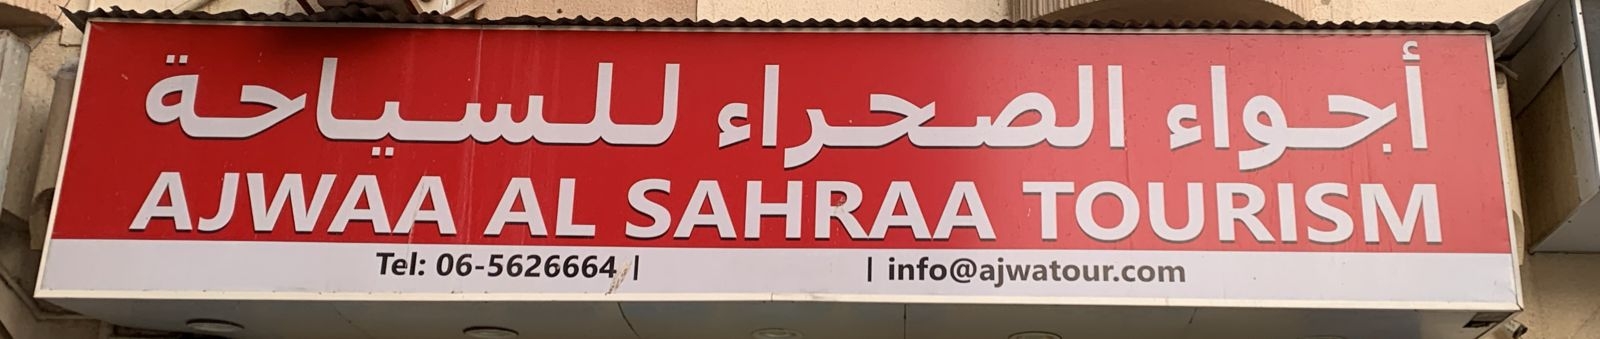 أجواء الصحراء للسياحة
AJWAA AL SAHRAA TOURISM
Tel: 06-5626664 | | info@ajwatour.com